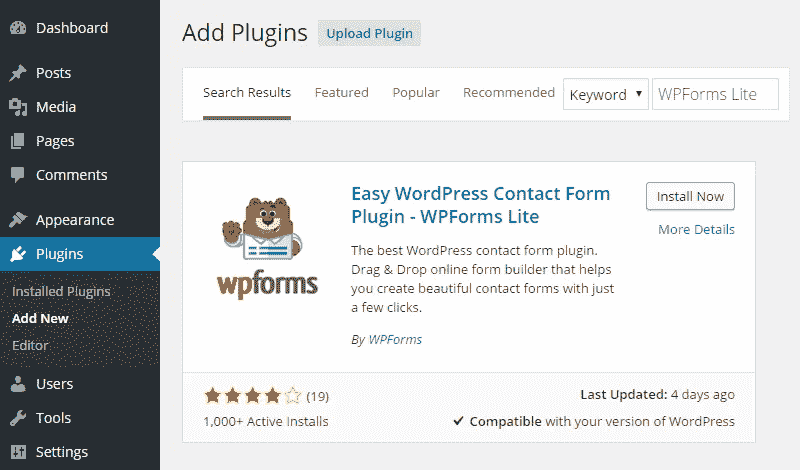 Dashboard
Posts
Media
Pages
Comments
Appearance
Plugins
Installed Plugins
Add New
Editor
Users
Tools
Settings
Add Plugins Upload Plugin
Search Results Featured Popular Recommended Keyword WPForms Lite
wpforms
Easy WordPress Contact Form
Plugin - WPForms Lite
The best WordPress contact form plugin.
Drag & Drop online form builder that helps
you create beautiful contact forms with just
a few clicks.
By WPForms
Install Now
More Details
(19)
1,000+ Active Installs
Last Updated: 4 days ago
Compatible with your version of WordPress